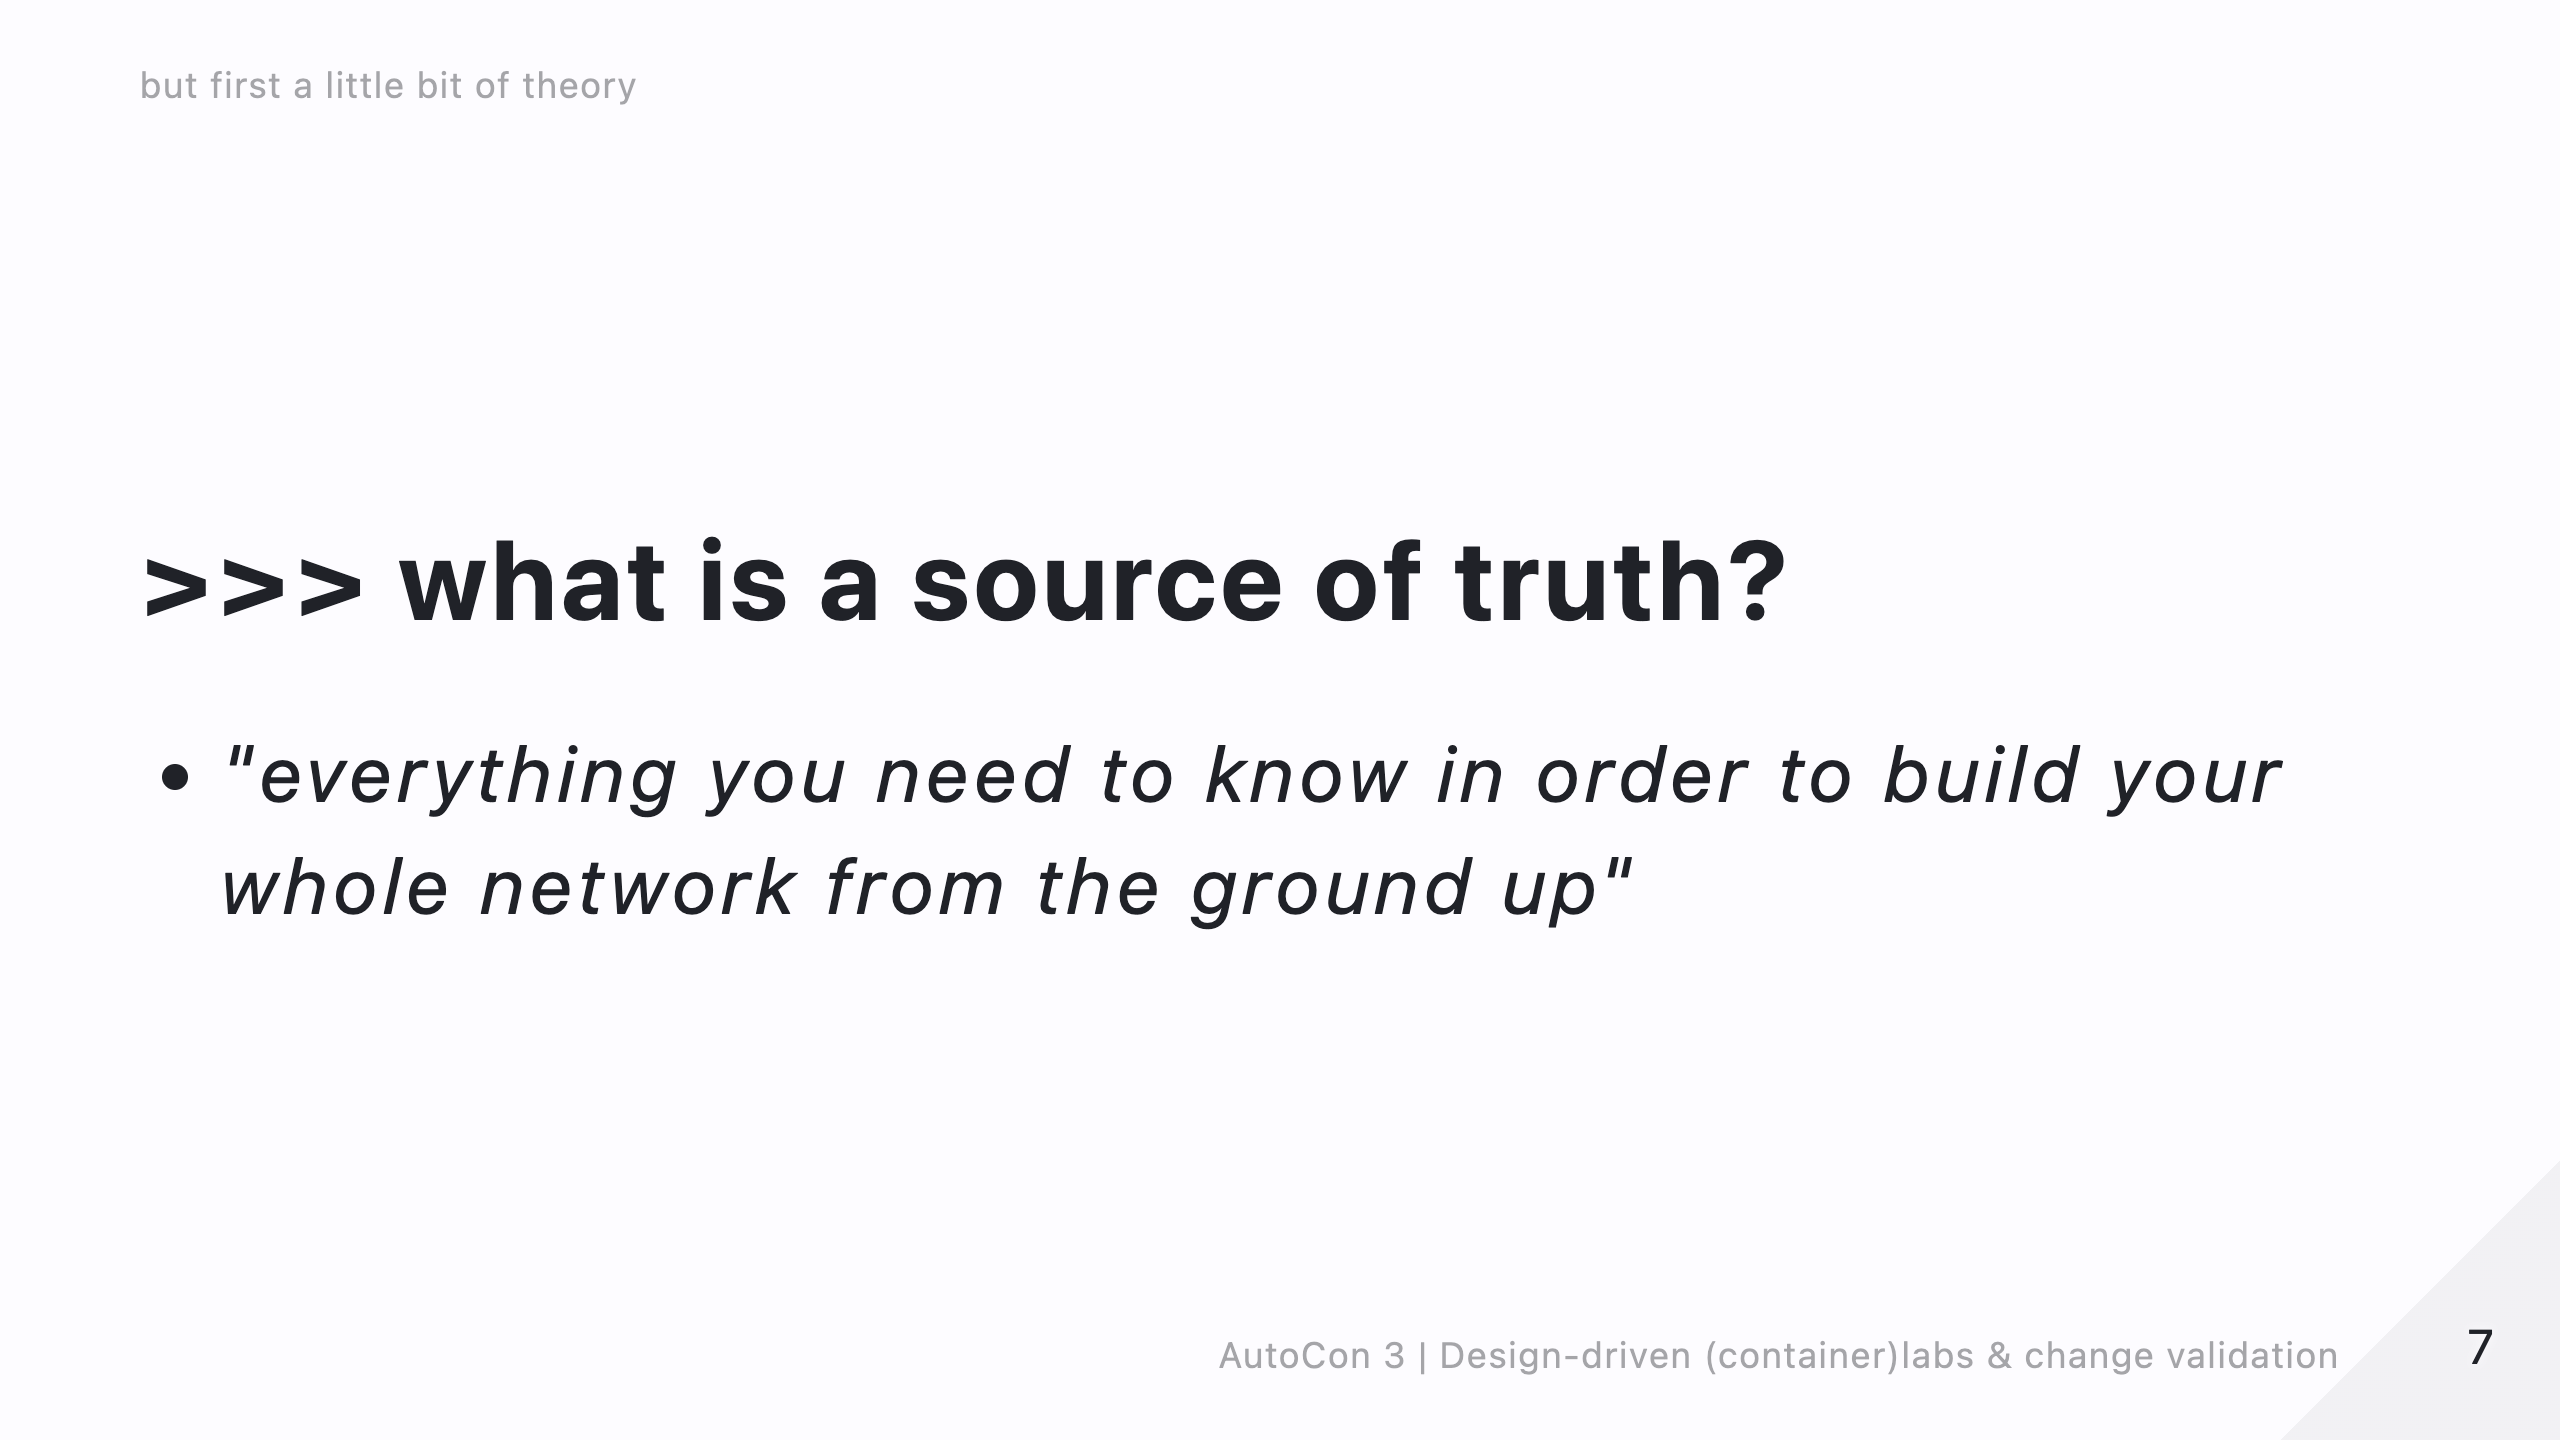 but first a little bit of theory
>>> what is a source of truth?
• "everything you need to know in order to build your
whole network from the ground up"
AutoCon 3 | Design-driven (container)labs & change validation
7